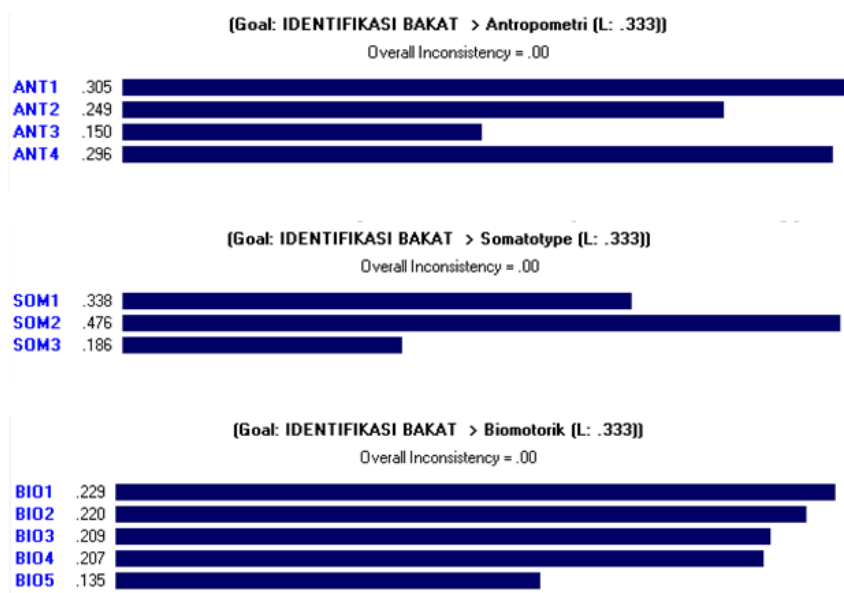 (Goal: IDENTIFIKASI BAKAT > Antropometri (L: .333))
Overall Inconsistency = .00
ANT1 .305
ANT2 .249
ANT3 .150
ANT4 .296
(Goal: IDENTIFIKASI BAKAT > Somatotype (L: .333))
Overall Inconsistency = .00
SOM1 .338
SOM2 .476
SOM3 .186
(Goal: IDENTIFIKASI BAKAT > Biomotorik (L: .333))
Overall Inconsistency = .00
BIO1 .229
BIO2 .220
BIO3 .209
BIO4 .207
BIO5 .135